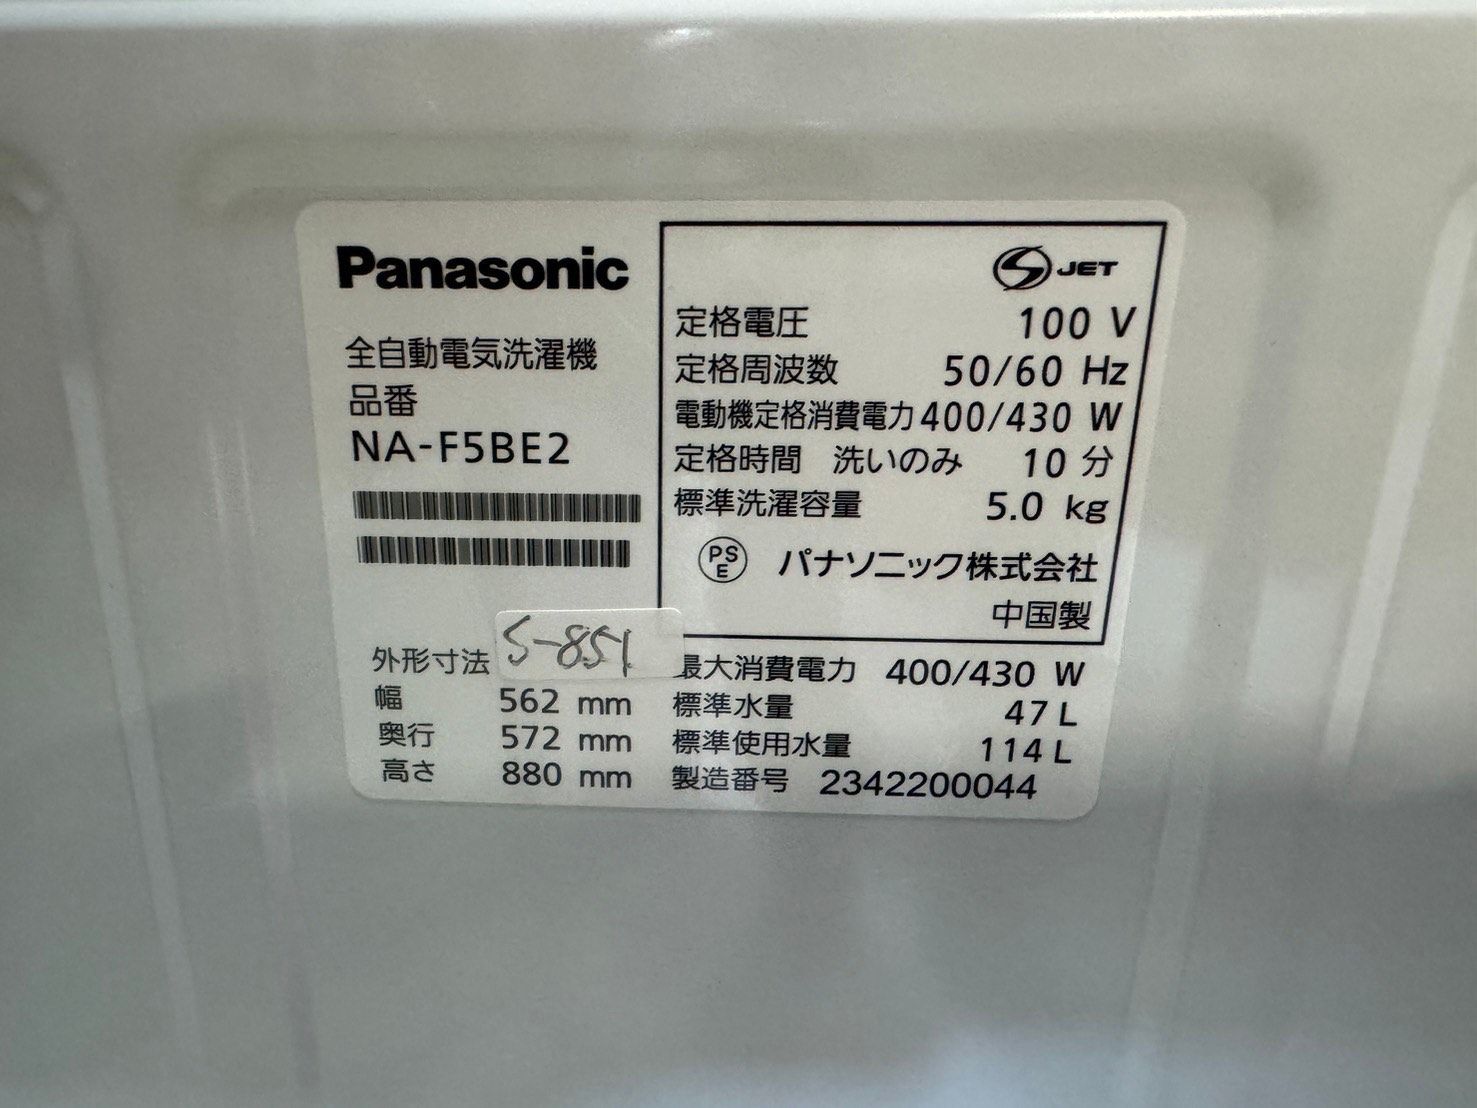 Panasonic
全自動電気洗濯機
品番
NA-F5BE2
S-851
外形寸法
幅 562 mm
奥行 572 mm
高さ 880 mm
S JET
定格電圧 100 V
定格周波数 50/60 Hz
電動機定格消費電力 400/430 W
定格時間 洗いのみ 10 分
標準洗濯容量 5.0 kg
PSE パナソニック株式会社
中国製
最大消費電力 400/430 W
標準水量 47 L
標準使用水量 114 L
製造番号 2342200044